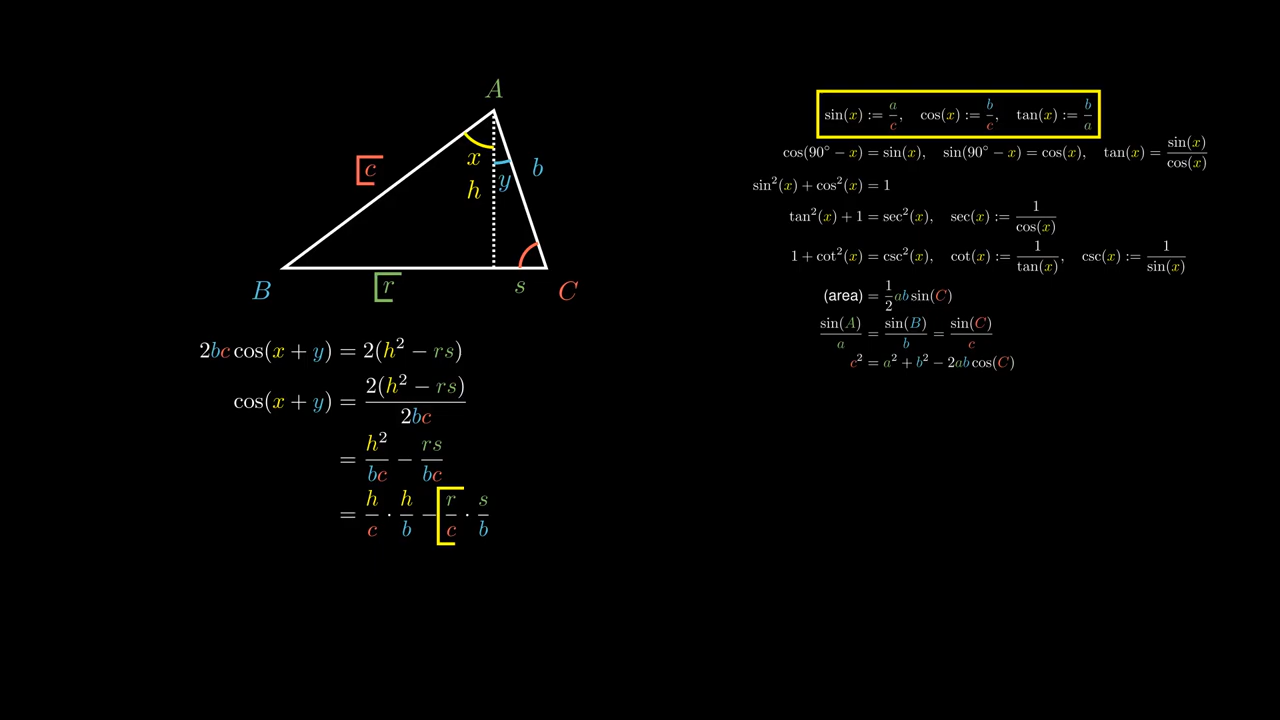 A
c
x
y
b
h
B
r
s
C
2bc cos(x + y) = 2(h² − rs)
cos(x + y) = 2(h² − rs) / 2bc
= h²/bc − rs/bc
= h/c · h/b − r/c · s/b
sin(x) := a/c, cos(x) := b/c, tan(x) := b/a
cos(90° − x) = sin(x), sin(90° − x) = cos(x), tan(x) = sin(x)/cos(x)
sin²(x) + cos²(x) = 1
tan²(x) + 1 = sec²(x), sec(x) := 1/cos(x)
1 + cot²(x) = csc²(x), cot(x) := 1/tan(x), csc(x) := 1/sin(x)
(area) = 1/2 ab sin(C)
sin(A)/a = sin(B)/b = sin(C)/c
c² = a² + b² − 2ab cos(C)